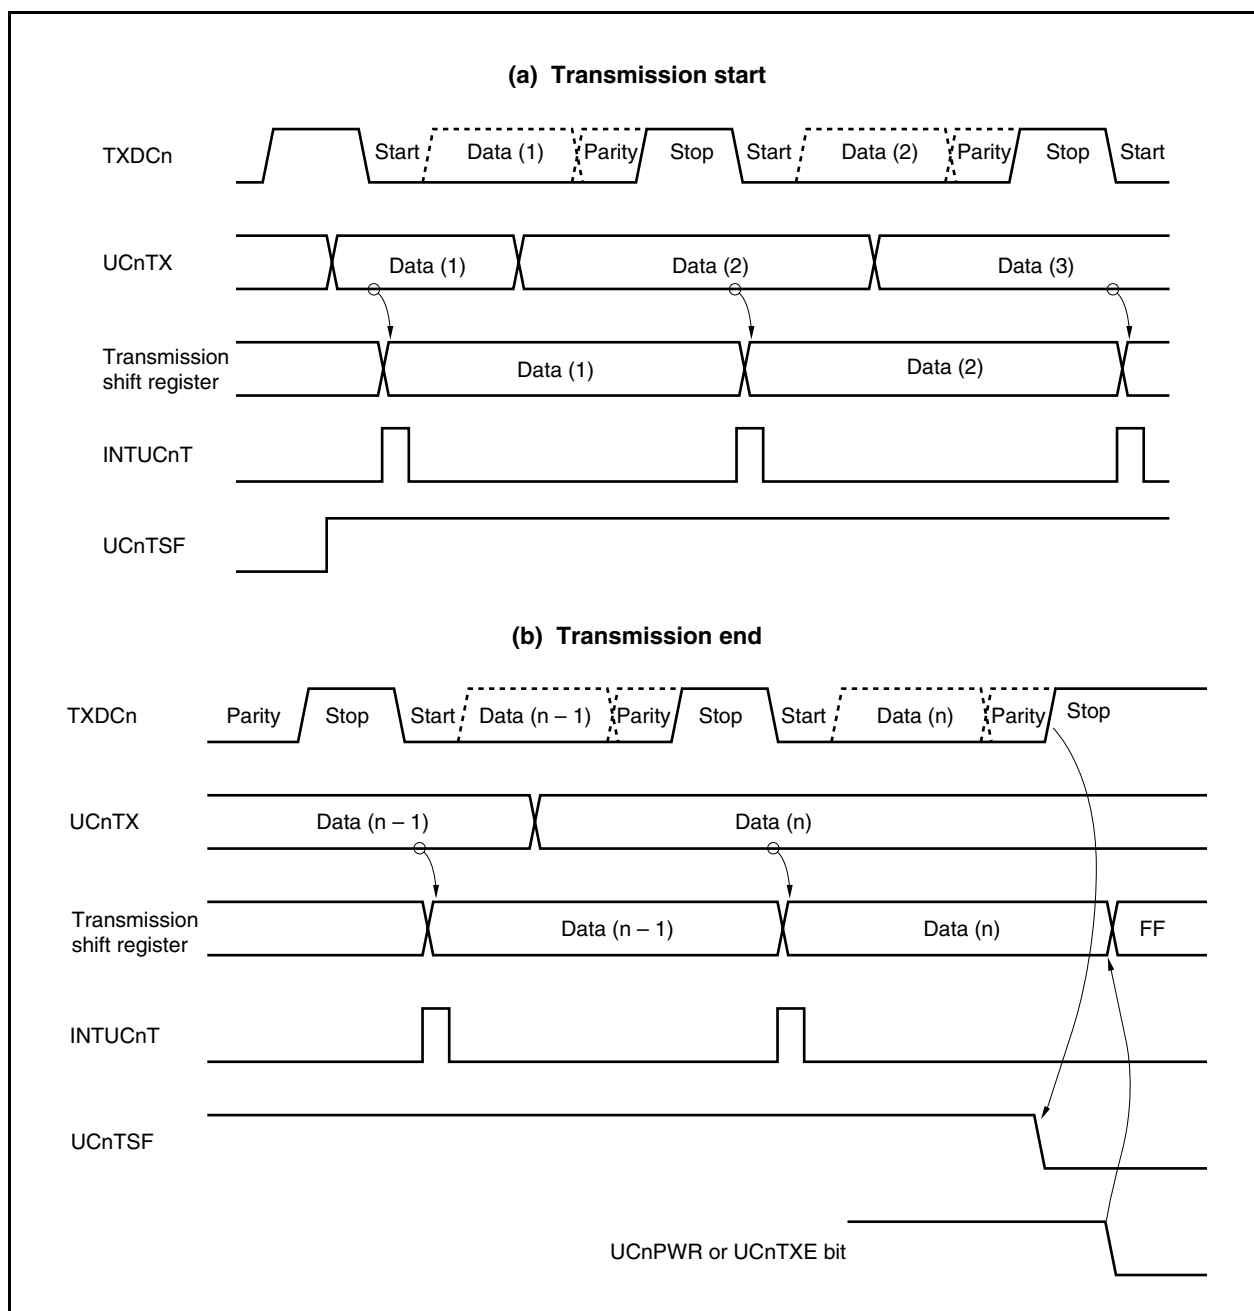 (a) Transmission start
TXDCn
Start Data (1) Parity Stop Start Data (2) Parity Stop Start
UCnTX
Data (1) Data (2) Data (3)
Transmission
shift register
Data (1) Data (2)
INTUCnT
UCnTSF
(b) Transmission end
TXDCn
Parity Stop Start Data (n – 1) Parity Stop Start Data (n) Parity Stop
UCnTX
Data (n – 1) Data (n)
Transmission
shift register
Data (n – 1) Data (n) FF
INTUCnT
UCnTSF
UCnPWR or UCnTXE bit